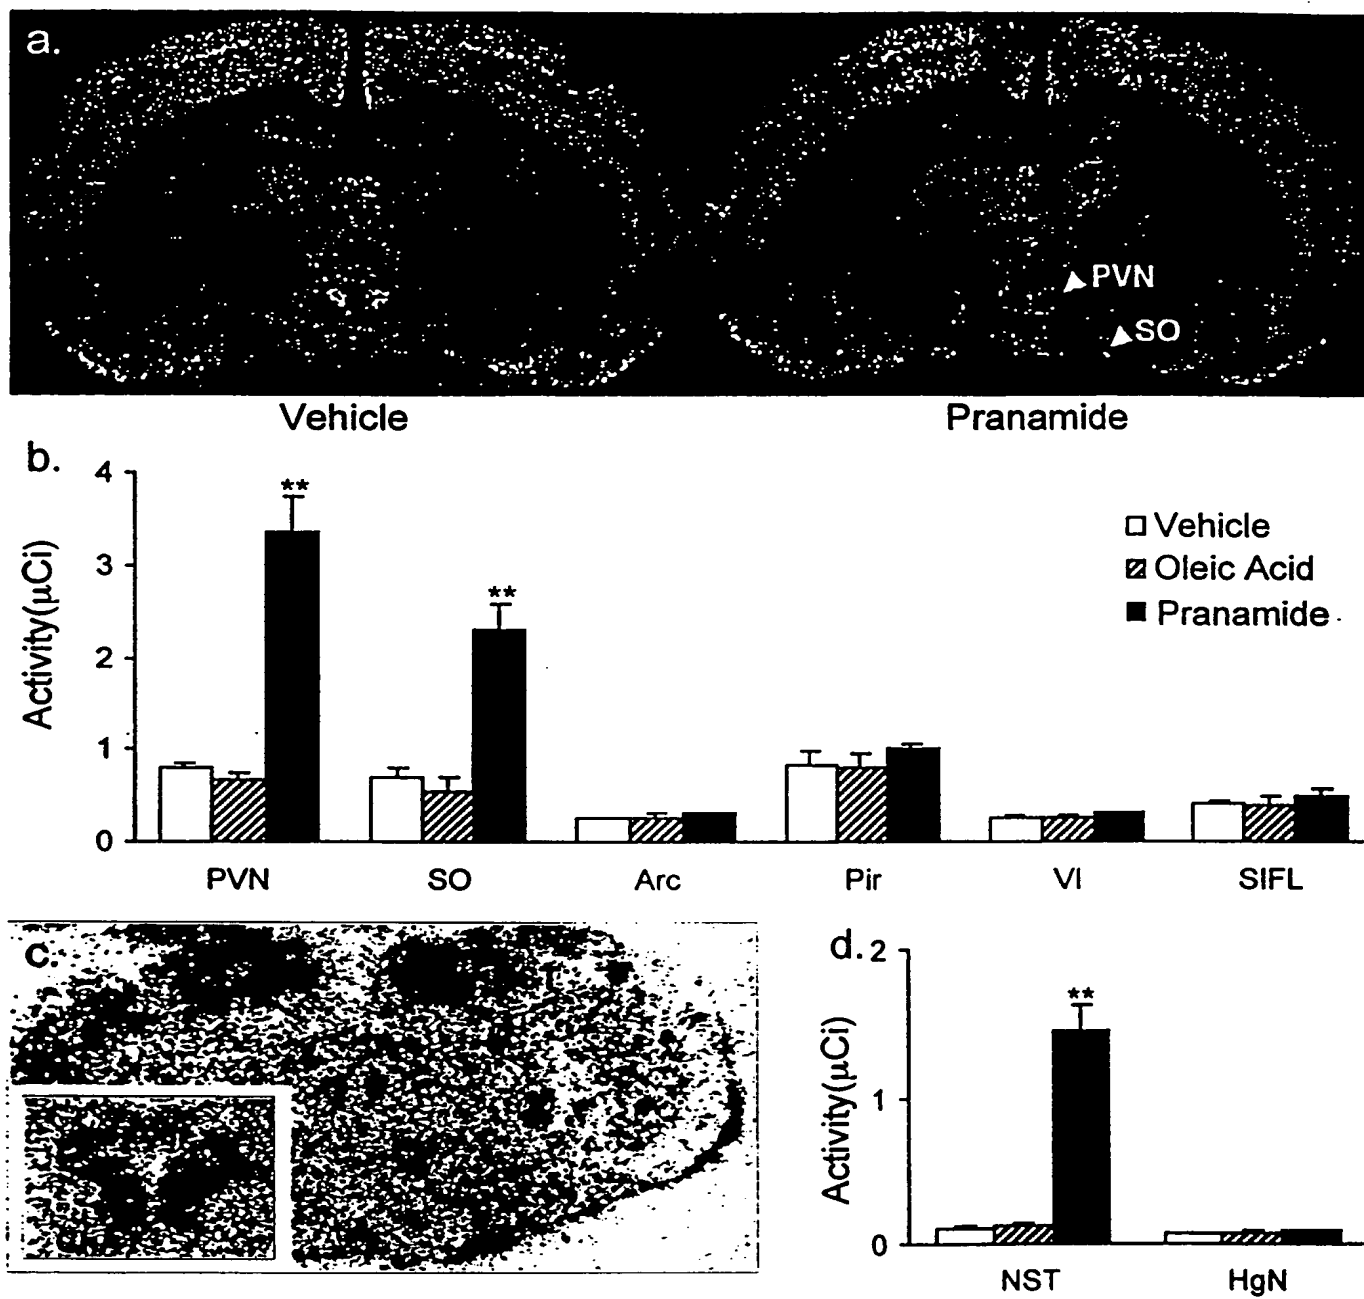 a.
PVN
SO
Vehicle
Pranamide
b.
4
3
2
1
0
Activity(μCi)
**
**
Vehicle
Oleic Acid
Pranamide
PVN
SO
Arc
Pir
VI
SIFL
c.
d.
2
1
0
Activity(μCi)
**
NST
HgN